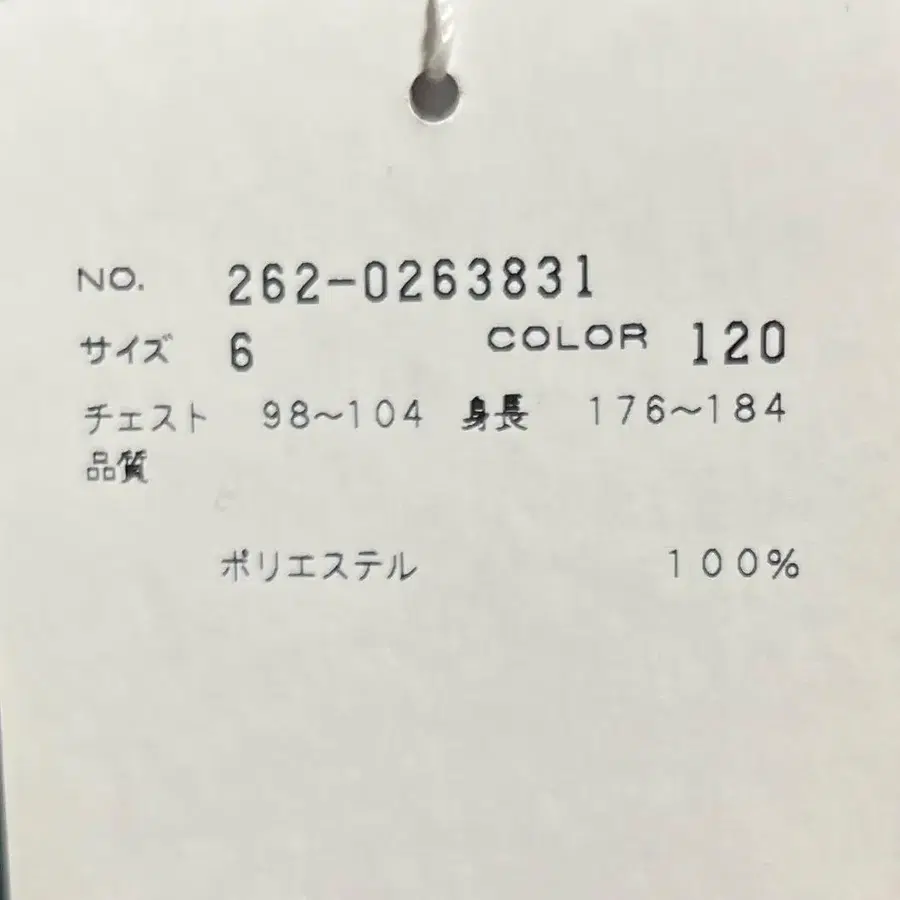 NO. 262-0263831
サイズ 6 COLOR 120
チェスト 98〜104 身長 176〜184
品質
ポリエステル 100%